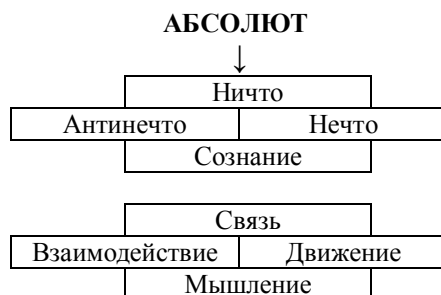 АБСОЛЮТ
↓
Ничто
Антинечто Нечто
Сознание
Связь
Взаимодействие Движение
Мышление